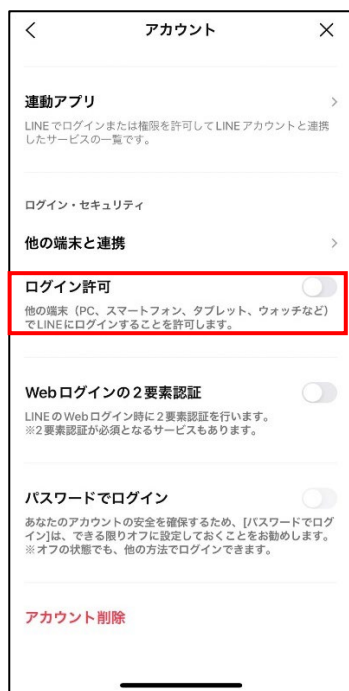 アカウント
連動アプリ
LINEでログインまたは権限を許可してLINEアカウントと連携
したサービスの一覧です。
ログイン・セキュリティ
他の端末と連携
ログイン許可
他の端末（PC、スマートフォン、タブレット、ウォッチなど）
でLINEにログインすることを許可します。
Webログインの2要素認証
LINEのWebログイン時に2要素認証を行います。
※2要素認証が必須となるサービスもあります。
パスワードでログイン
あなたのアカウントの安全を確保するため、[パスワードでログ
イン]は、できる限りオフに設定しておくことをお勧めします。
※オフの状態でも、他の方法でログインできます。
アカウント削除